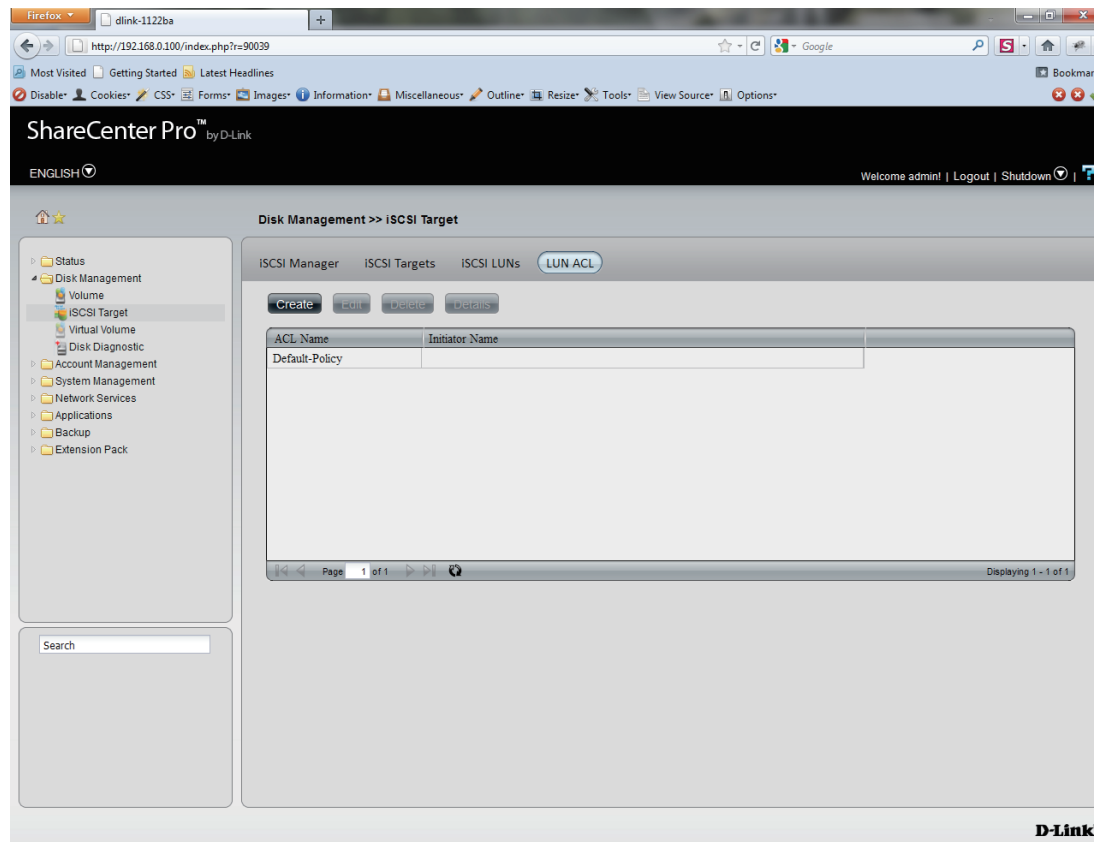 Firefox
dlink-1122ba
http://192.168.0.100/index.php?r=90039
Google
Most Visited Getting Started Latest Headlines
Bookmar
Disable Cookies CSS Forms Images Information Miscellaneous Outline Resize Tools View Source Options
ShareCenter Pro™ by D-Link
ENGLISH
Welcome admin! | Logout | Shutdown | ?
Disk Management >> iSCSI Target
Status
Disk Management
Volume
iSCSI Target
Virtual Volume
Disk Diagnostic
Account Management
System Management
Network Services
Applications
Backup
Extension Pack
iSCSI Manager iSCSI Targets iSCSI LUNs LUN ACL
Create Edit Delete Details
ACL Name Initiator Name
Default-Policy
Page 1 of 1
Displaying 1 - 1 of 1
Search
D-Link